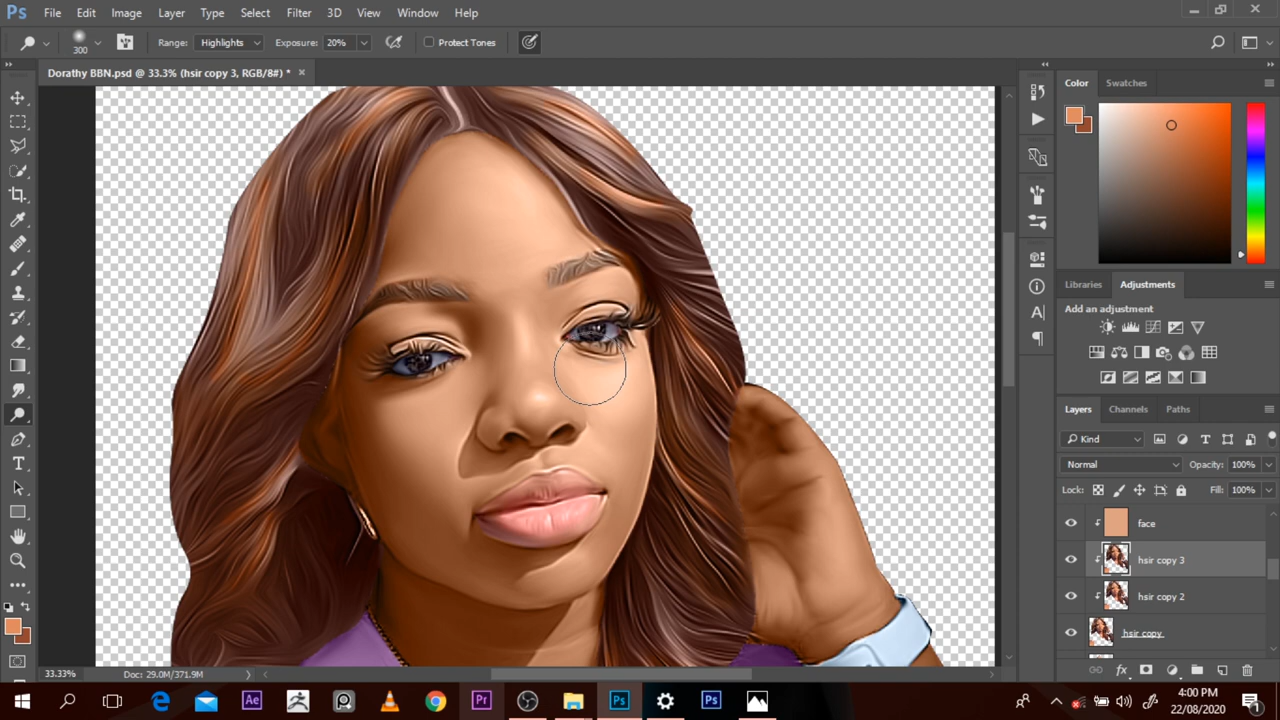 Ps File Edit Image Layer Type Select Filter 3D View Window Help
300 Range: Highlights Exposure: 20% Protect Tones
Dorathy BBN.psd @ 33.3% (hsir copy 3, RGB/8#) * ×
Color Swatches
Libraries Adjustments
Add an adjustment
Layers Channels Paths
Kind
Normal Opacity: 100%
Lock: Fill: 100%
face
hsir copy 3
hsir copy 2
hsir copy
fx
33.33% Doc: 29.0M/371.9M
Ae Pr Ps Ps
4:00 PM
22/08/2020
1